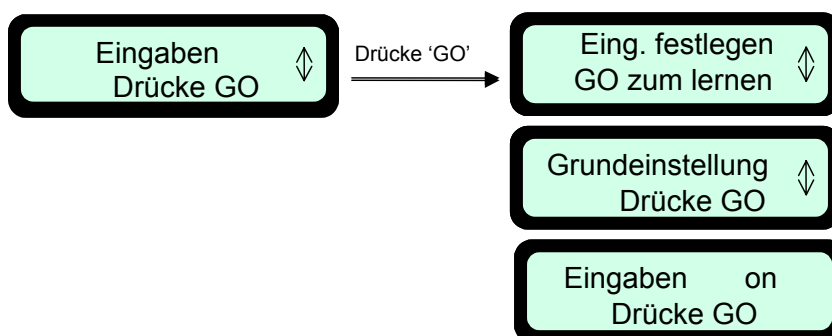 Eingaben
Drücke GO
Drücke ‘GO’
Eing. festlegen
GO zum lernen
Grundeinstellung
Drücke GO
Eingaben on
Drücke GO